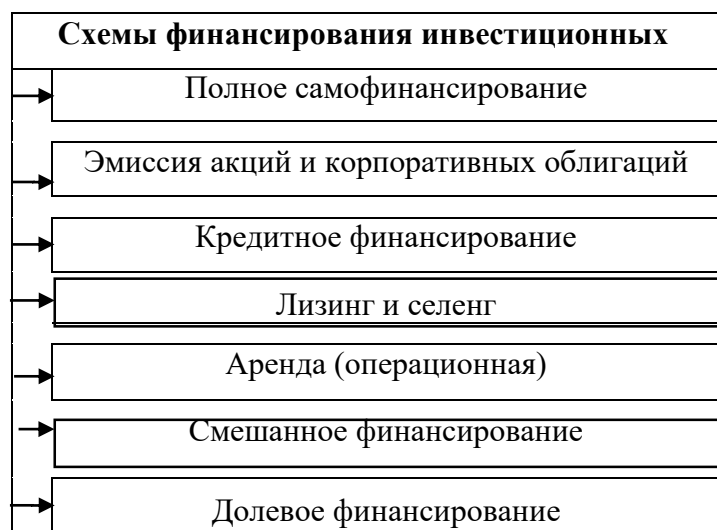 Схемы финансирования инвестиционных
Полное самофинансирование
Эмиссия акций и корпоративных облигаций
Кредитное финансирование
Лизинг и селенг
Аренда (операционная)
Смешанное финансирование
Долевое финансирование